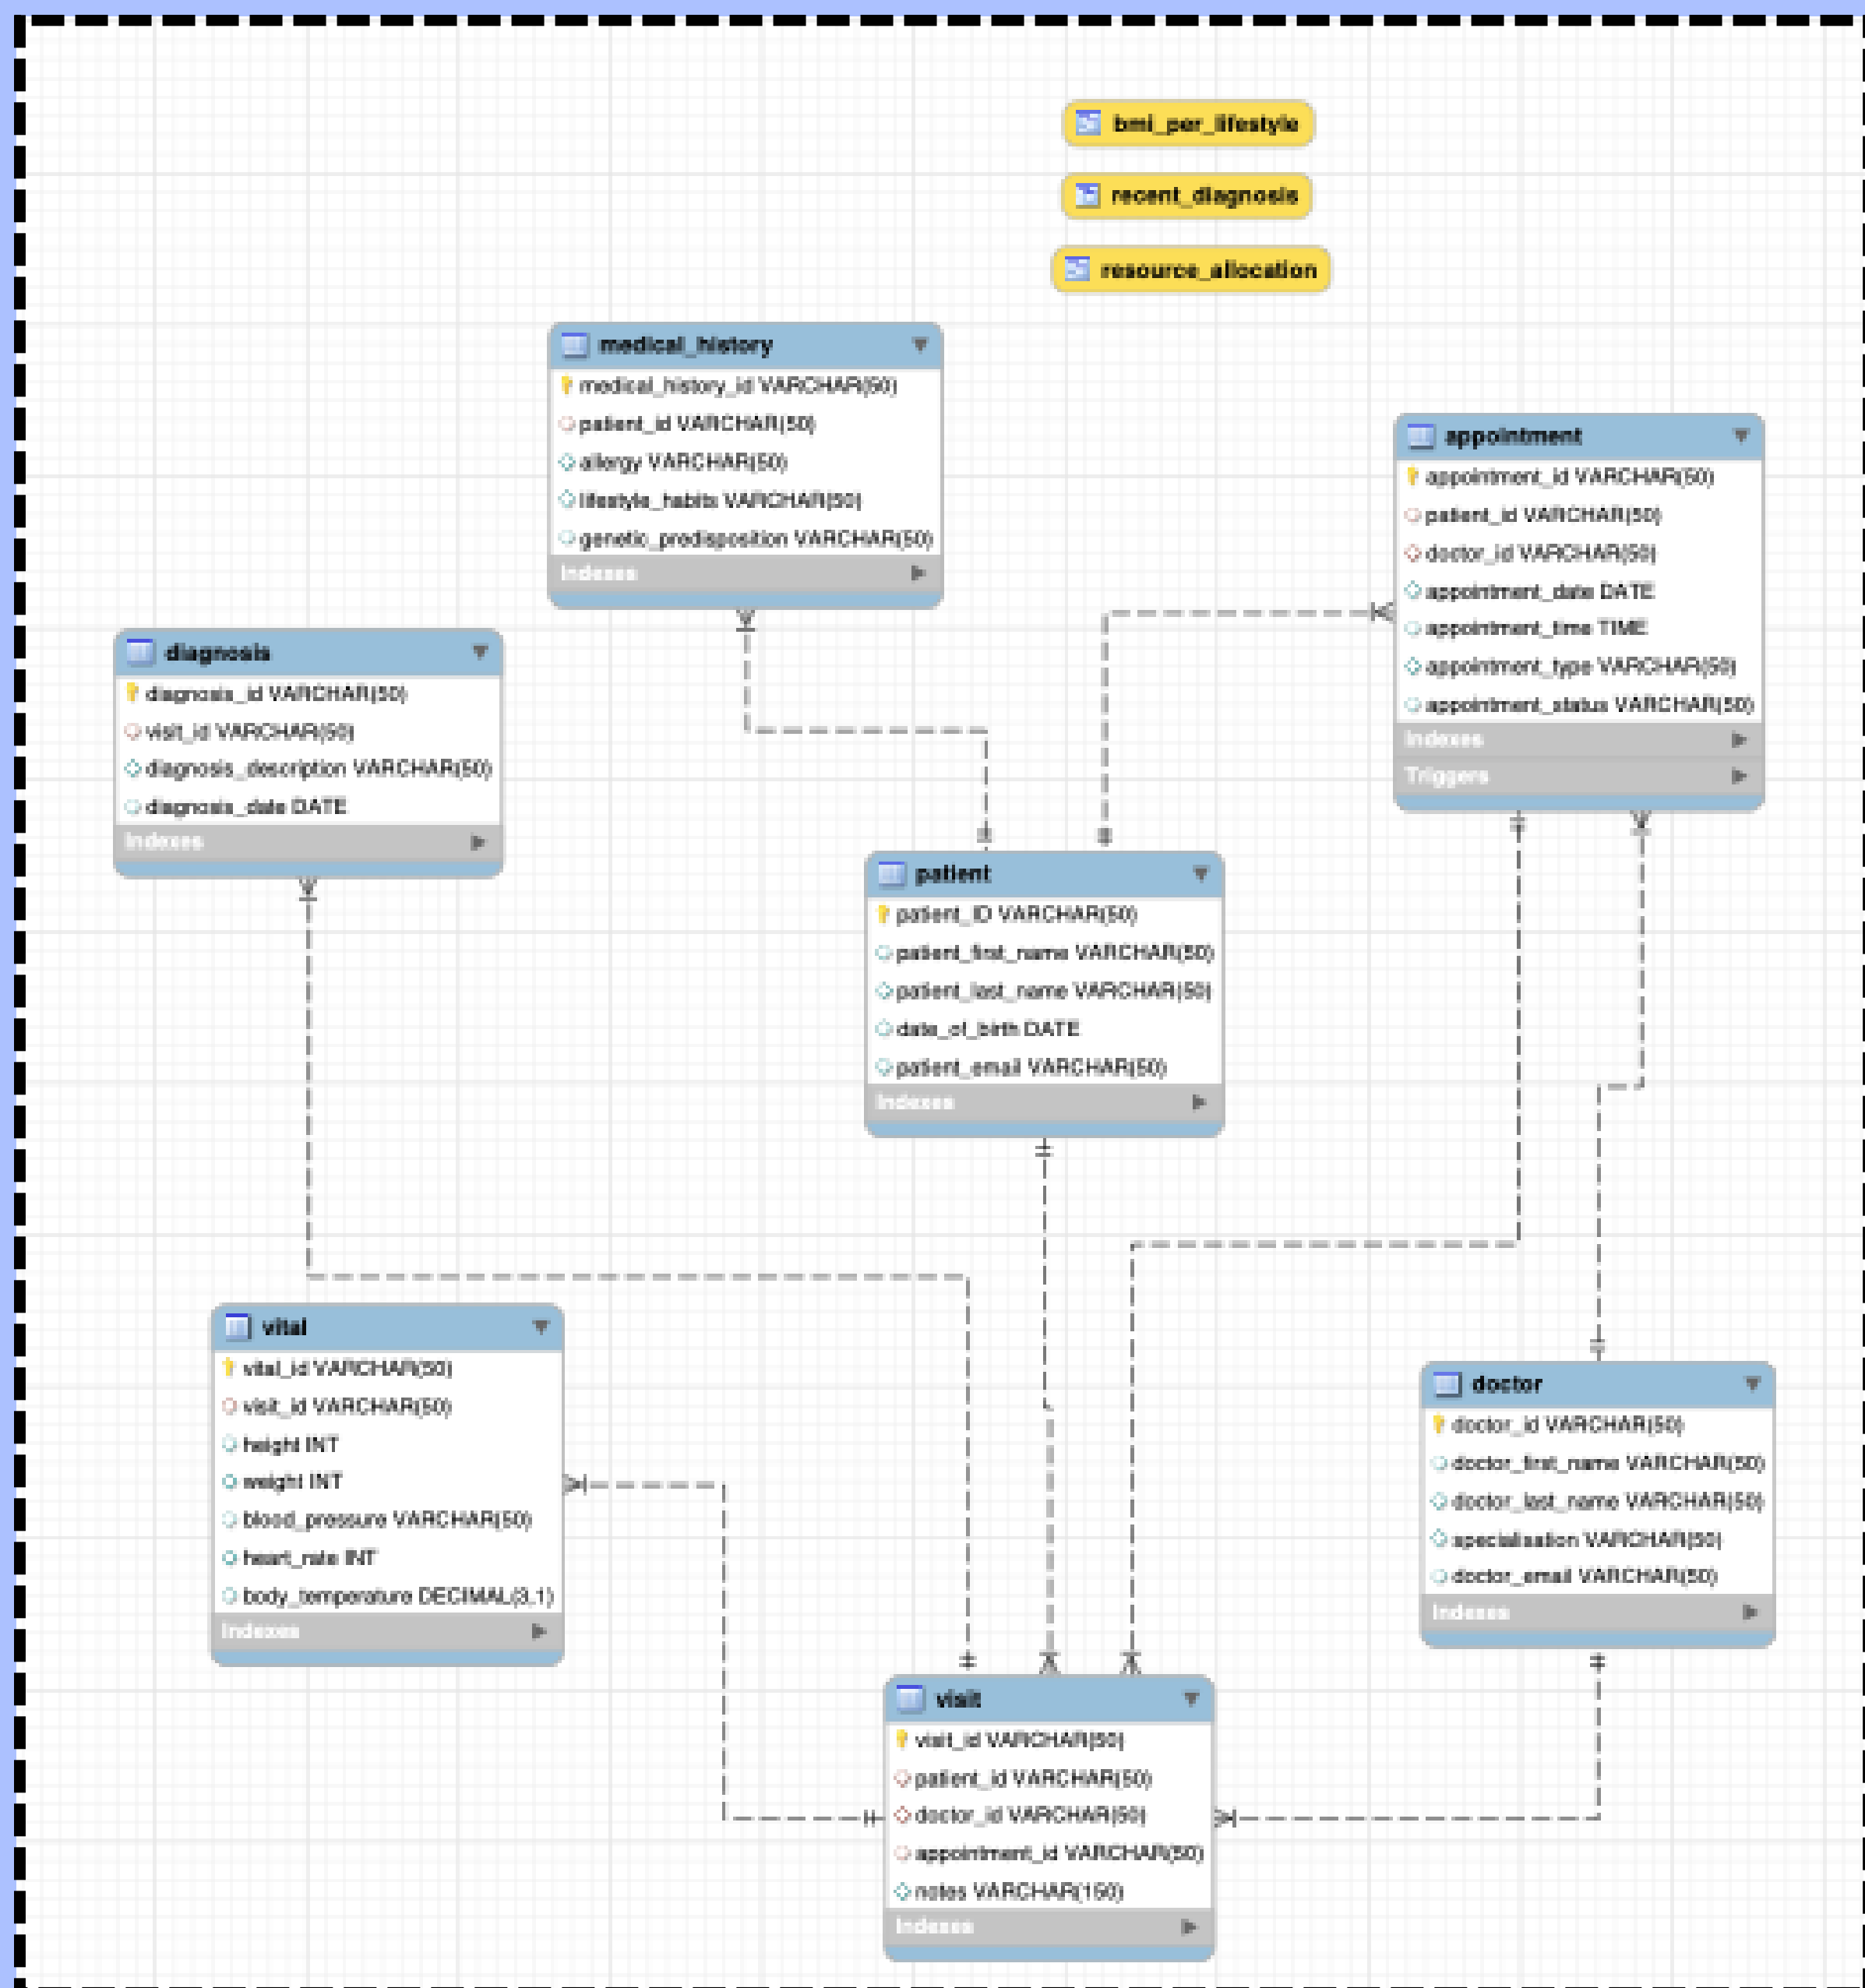 bmi_per_lifestyle
recent_diagnosis
resource_allocation
medical_history
medical_history_id VARCHAR(50)
patient_id VARCHAR(50)
allergy VARCHAR(50)
lifestyle_habits VARCHAR(50)
genetic_predisposition VARCHAR(50)
Indexes
appointment
appointment_id VARCHAR(50)
patient_id VARCHAR(50)
doctor_id VARCHAR(50)
appointment_date DATE
appointment_time TIME
appointment_type VARCHAR(50)
appointment_status VARCHAR(50)
Indexes
Triggers
diagnosis
diagnosis_id VARCHAR(50)
visit_id VARCHAR(50)
diagnosis_description VARCHAR(50)
diagnosis_date DATE
Indexes
patient
patient_ID VARCHAR(50)
patient_first_name VARCHAR(50)
patient_last_name VARCHAR(50)
date_of_birth DATE
patient_email VARCHAR(50)
Indexes
vital
vital_id VARCHAR(50)
visit_id VARCHAR(50)
height INT
weight INT
blood_pressure VARCHAR(50)
heart_rate INT
body_temperature DECIMAL(3,1)
Indexes
doctor
doctor_id VARCHAR(50)
doctor_first_name VARCHAR(50)
doctor_last_name VARCHAR(50)
specialisation VARCHAR(50)
doctor_email VARCHAR(50)
Indexes
visit
visit_id VARCHAR(50)
patient_id VARCHAR(50)
doctor_id VARCHAR(50)
appointment_id VARCHAR(50)
notes VARCHAR(150)
Indexes